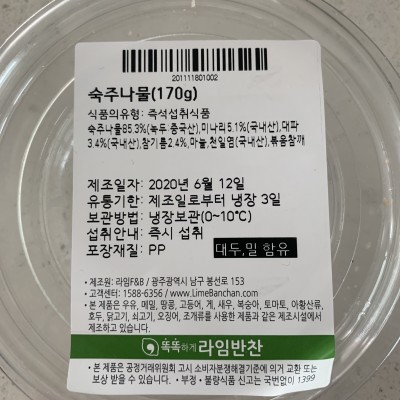 201111801002
숙주나물(170g)
식품의유형: 즉석섭취식품
숙주나물85.3%(녹두:중국산),미나리5.1%(국내산),대파
3.4%(국내산),참기름2.4%,마늘,천일염(국내산),볶음참깨
제조일자: 2020년 6월 12일
유통기한: 제조일로부터 냉장 3일
보관방법: 냉장보관(0~10℃)
섭취안내: 즉시 섭취
포장재질: PP 대두,밀 함유
• 제조원: 라임F&B / 광주광역시 남구 봉선로 153
• 고객센터: 1588-6356 / www.LimeBanchan.com
• 본 제품은 우유, 메밀, 땅콩, 고등어, 게, 새우, 복숭아, 토마토, 아황산류,
호두, 닭고기, 쇠고기, 오징어, 조개류를 사용한 제품과 같은 제조시설에서
제조하고 있습니다.
똑똑하게 라임반찬
• 본 제품은 공정거래위원회 고시 소비자분쟁해결기준에 의거 교환 또는
보상 받을 수 있습니다. • 부정 • 불량식품 신고는 국번없이 1399